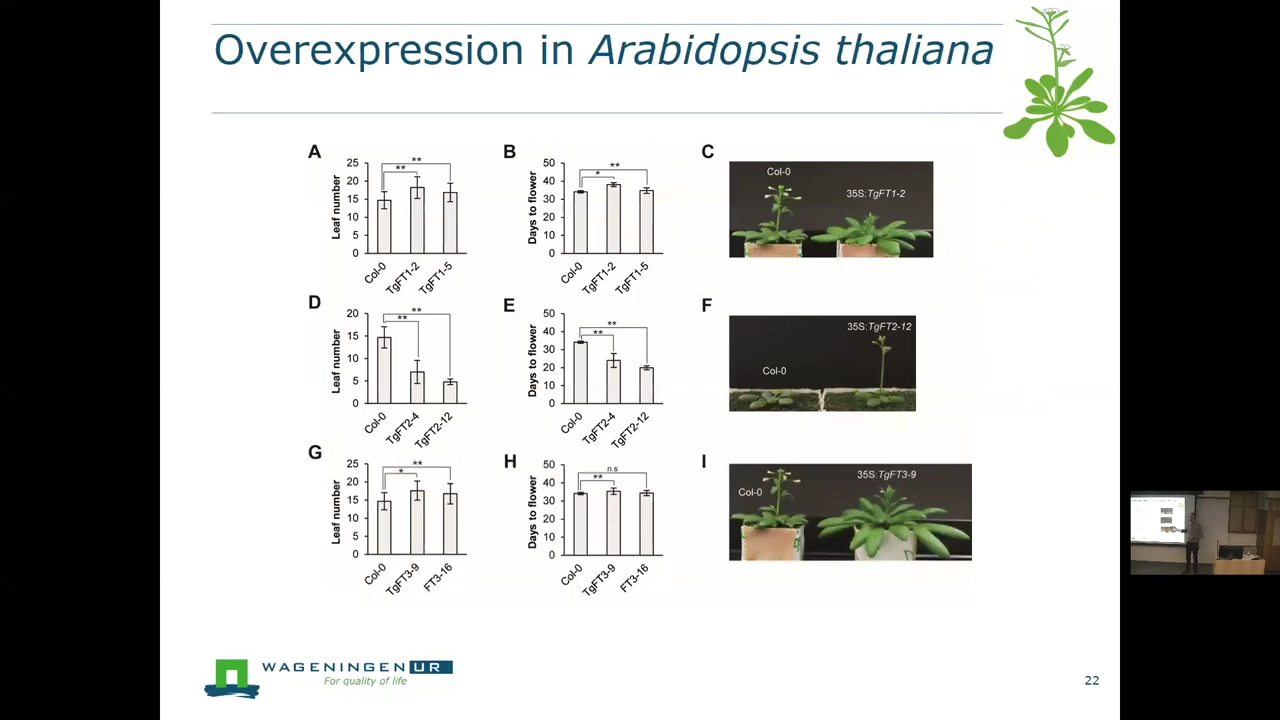 Overexpression in Arabidopsis thaliana
A
25
20
15
10
5
0
Leaf number
**
**
Col-0
TgFT1-2
TgFT1-5
B
50
40
30
20
10
0
Days to flower
**
*
Col-0
TgFT1-2
TgFT1-5
C
Col-0
35S:TgFT1-2
D
20
15
10
5
0
Leaf number
**
**
Col-0
TgFT2-4
TgFT2-12
E
50
40
30
20
10
0
Days to flower
**
**
Col-0
TgFT2-4
TgFT2-12
F
35S:TgFT2-12
Col-0
G
25
20
15
10
5
0
Leaf number
**
*
Col-0
TgFT3-9
TgFT3-16
H
50
40
30
20
10
0
Days to flower
n.s
**
Col-0
TgFT3-9
FT3-16
I
35S:TgFT3-9
Col-0
WAGENINGEN UR
For quality of life
22